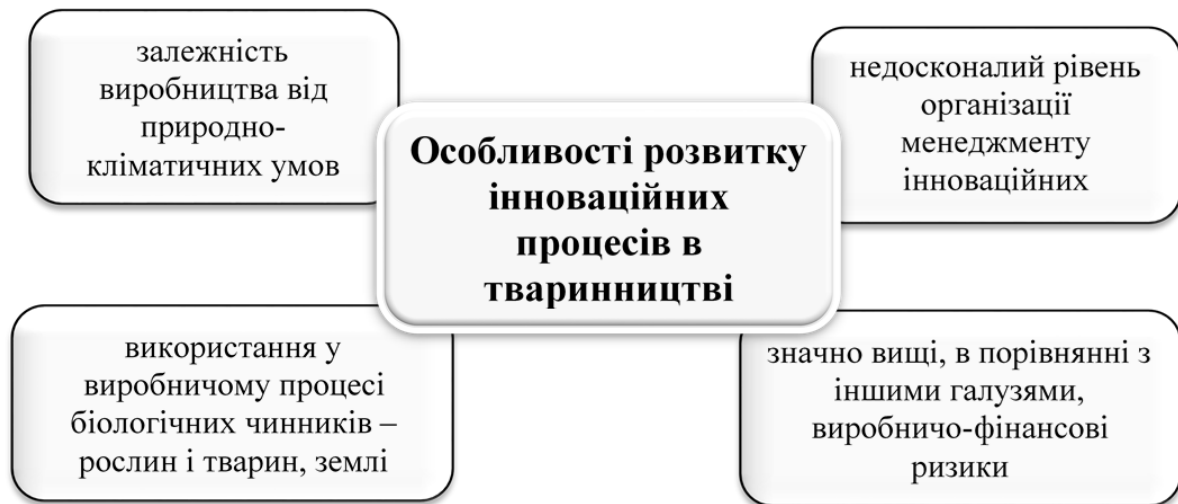 залежність
виробництва від
природно-
кліматичних умов
недосконалий рівень
організації
менеджменту
інноваційних
Особливості розвитку
інноваційних
процесів в
тваринництві
використання у
виробничому процесі
біологічних чинників –
рослин і тварин, землі
значно вищі, в порівнянні з
іншими галузями,
виробничо-фінансові
ризики